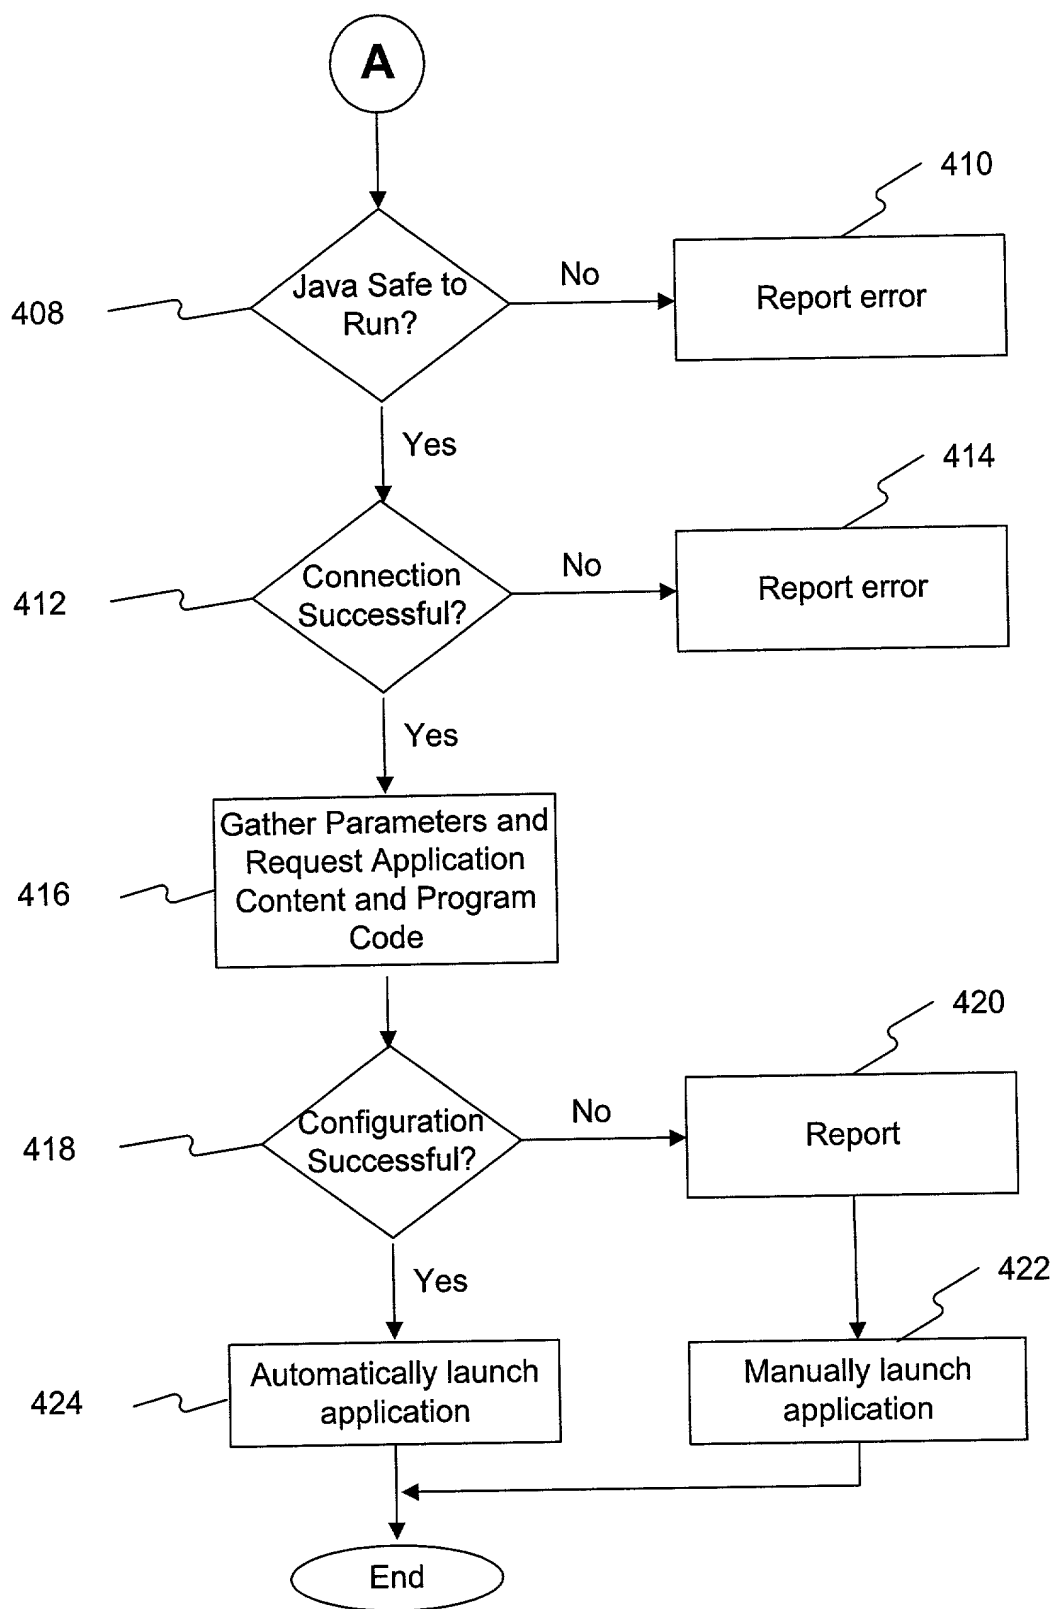 A
410
Java Safe to
Run?
No
Report error
408
Yes
414
Connection
Successful?
No
Report error
412
Yes
Gather Parameters and
Request Application
Content and Program
Code
416
420
Configuration
Successful?
No
Report
418
Yes
422
Automatically launch
application
Manually launch
application
424
End